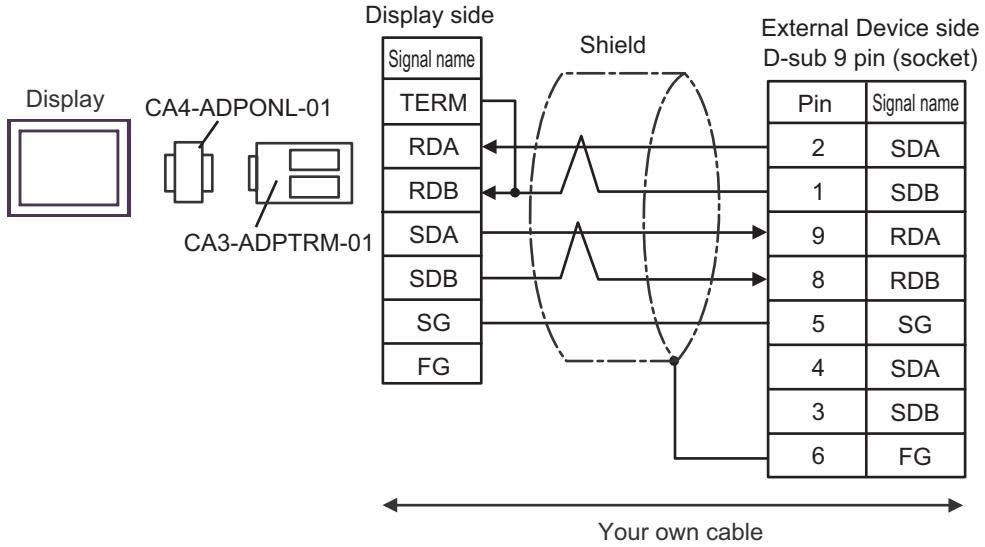 Display side
External Device side
D-sub 9 pin (socket)
Shield
Display
CA4-ADPONL-01
CA3-ADPTRM-01
Signal name
TERM
RDA
RDB
SDA
SDB
SG
FG
Pin Signal name
2 SDA
1 SDB
9 RDA
8 RDB
5 SG
4 SDA
3 SDB
6 FG
Your own cable